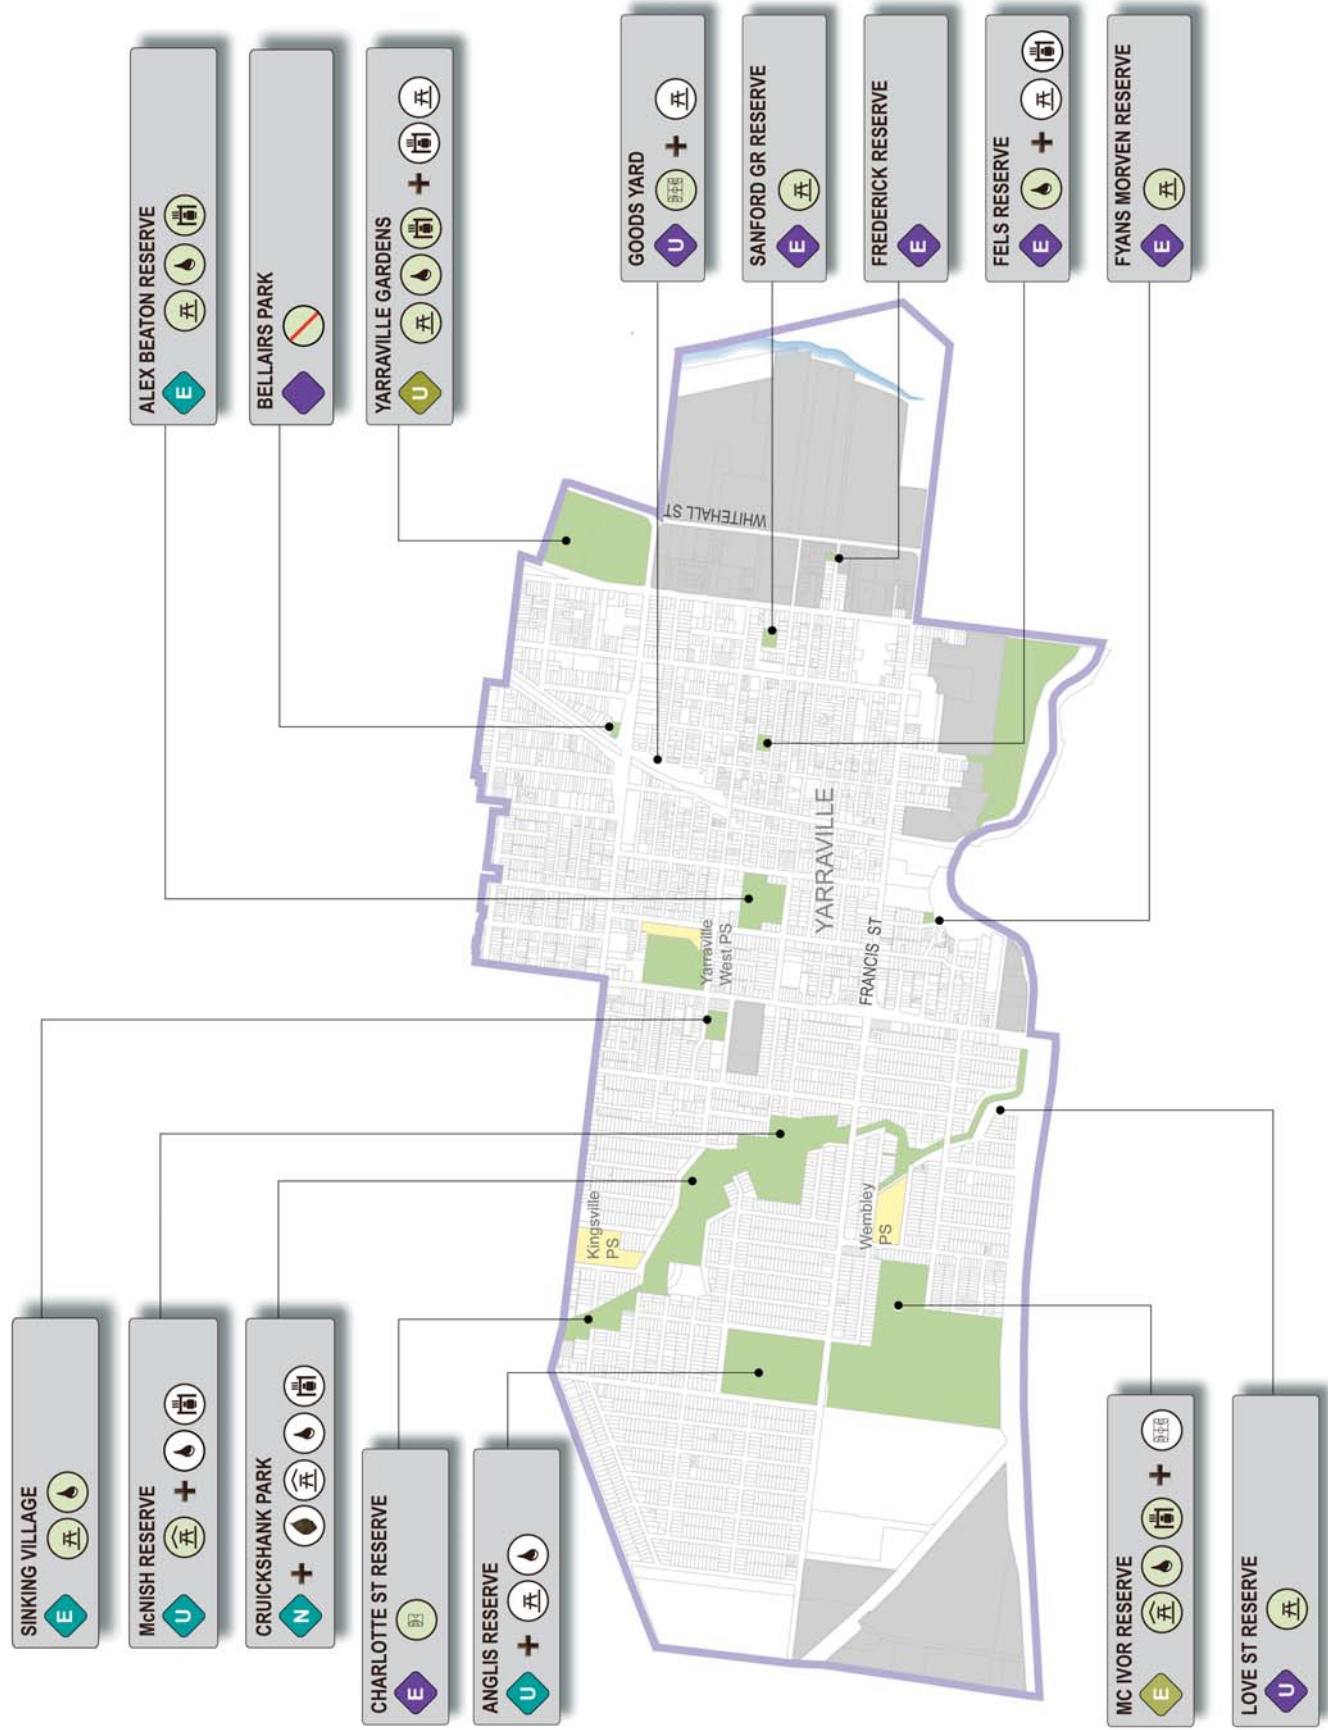 ALEX BEATON RESERVE
E
BELLAIRS PARK
YARRAVILLE GARDENS
U
+
GOODS YARD
U
+
SANFORD GR RESERVE
E
FREDERICK RESERVE
E
FELS RESERVE
E
+
FYANS MORVEN RESERVE
E
WHITEHALL ST
YARRAVILLE
FRANCIS ST
Yarraville
West PS
Kingsville
PS
Wembley
PS
SINKING VILLAGE
E
McNISH RESERVE
U
+
CRUICKSHANK PARK
N
+
CHARLOTTE ST RESERVE
E
ANGLIS RESERVE
U
+
MC IVOR RESERVE
E
+
LOVE ST RESERVE
U